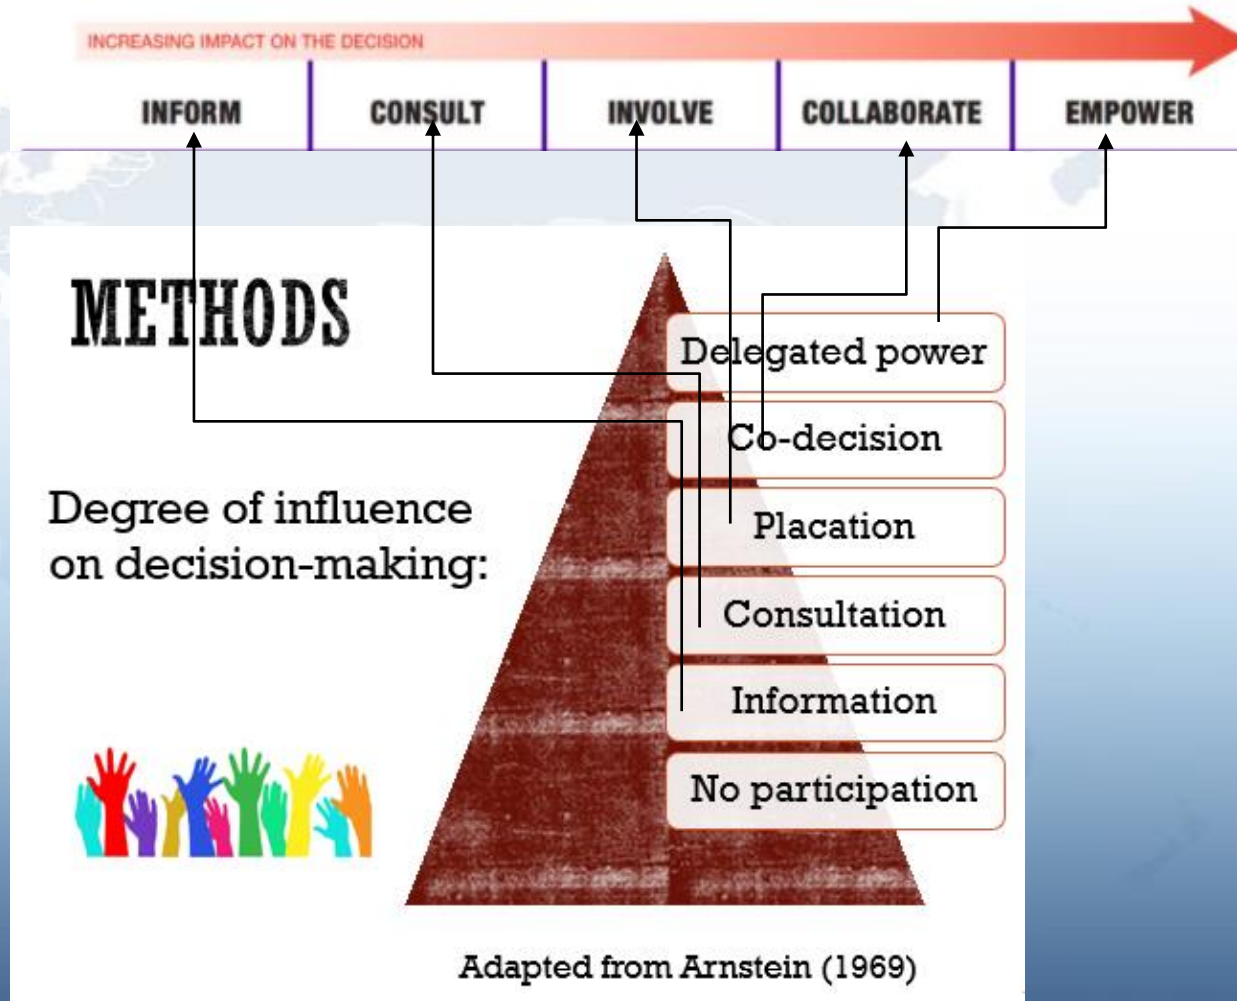 INCREASING IMPACT ON THE DECISION
INFORM
CONSULT
INVOLVE
COLLABORATE
EMPOWER
METHODS
Degree of influence
on decision-making:
Delegated power
Co-decision
Placation
Consultation
Information
No participation
Adapted from Arnstein (1969)